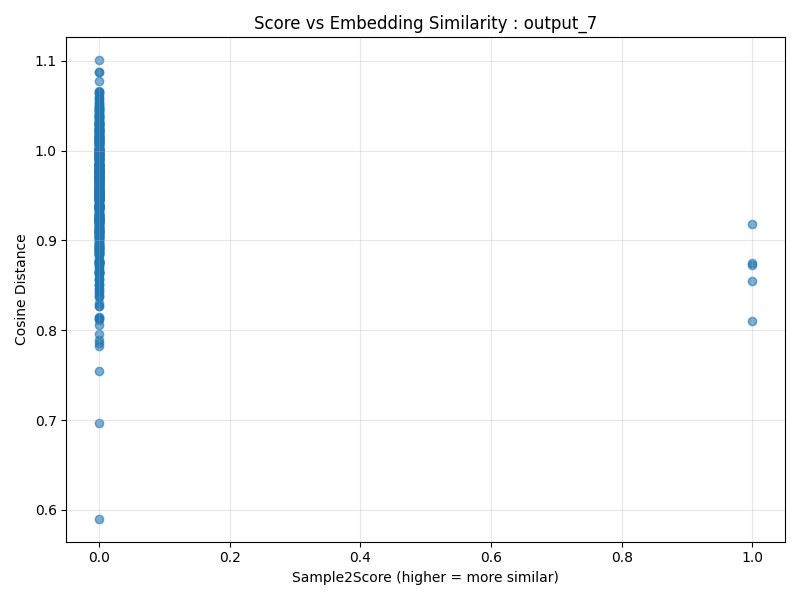 Score vs Embedding Similarity : output_7
1.1
1.0
0.9
0.8
0.7
0.6
Cosine Distance
0.0 0.2 0.4 0.6 0.8 1.0
Sample2Score (higher = more similar)